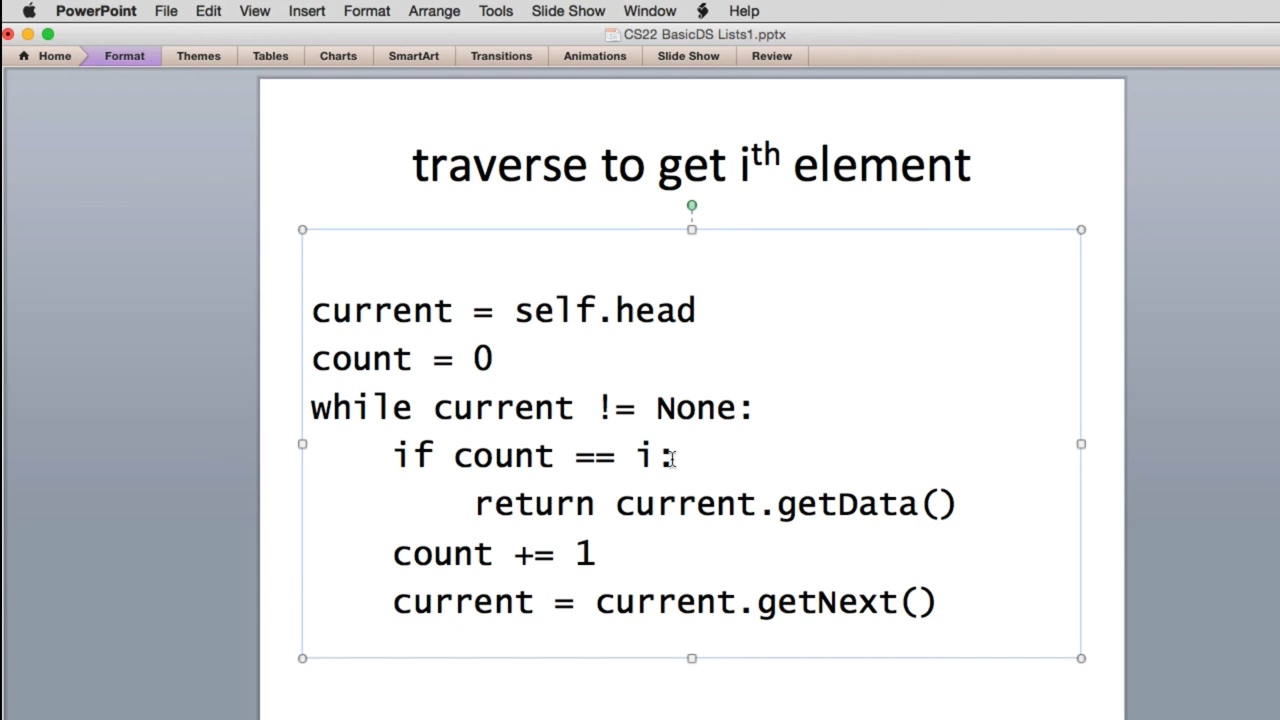 PowerPoint File Edit View Insert Format Arrange Tools Slide Show Window Help
CS22 BasicDS Lists1.pptx
Home Format Themes Tables Charts SmartArt Transitions Animations Slide Show Review
traverse to get ith element
current = self.head
count = 0
while current != None:
    if count == i:
        return current.getData()
    count += 1
    current = current.getNext()